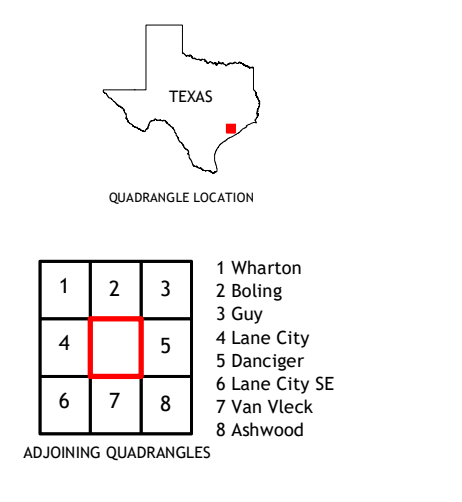 TEXAS
QUADRANGLE LOCATION
1 2 3
4 5
6 7 8
1 Wharton
2 Boling
3 Guy
4 Lane City
5 Danciger
6 Lane City SE
7 Van Vleck
8 Ashwood
ADJOINING QUADRANGLES